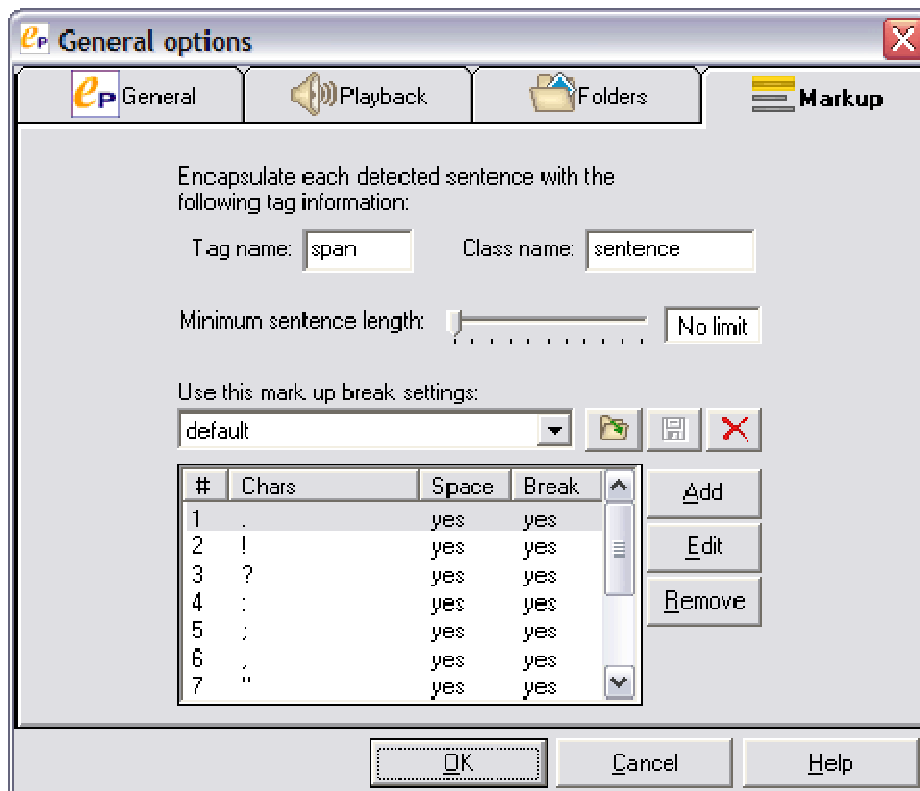 eP General options
eP General Playback Folders Markup
Encapsulate each detected sentence with the
following tag information:
Tag name: span Class name: sentence
Minimum sentence length: No limit
Use this mark up break settings:
default
# Chars Space Break
1 . yes yes
2 ! yes yes
3 ? yes yes
4 : yes yes
5 ; yes yes
6 , yes yes
7 " yes yes
Add
Edit
Remove
OK Cancel Help